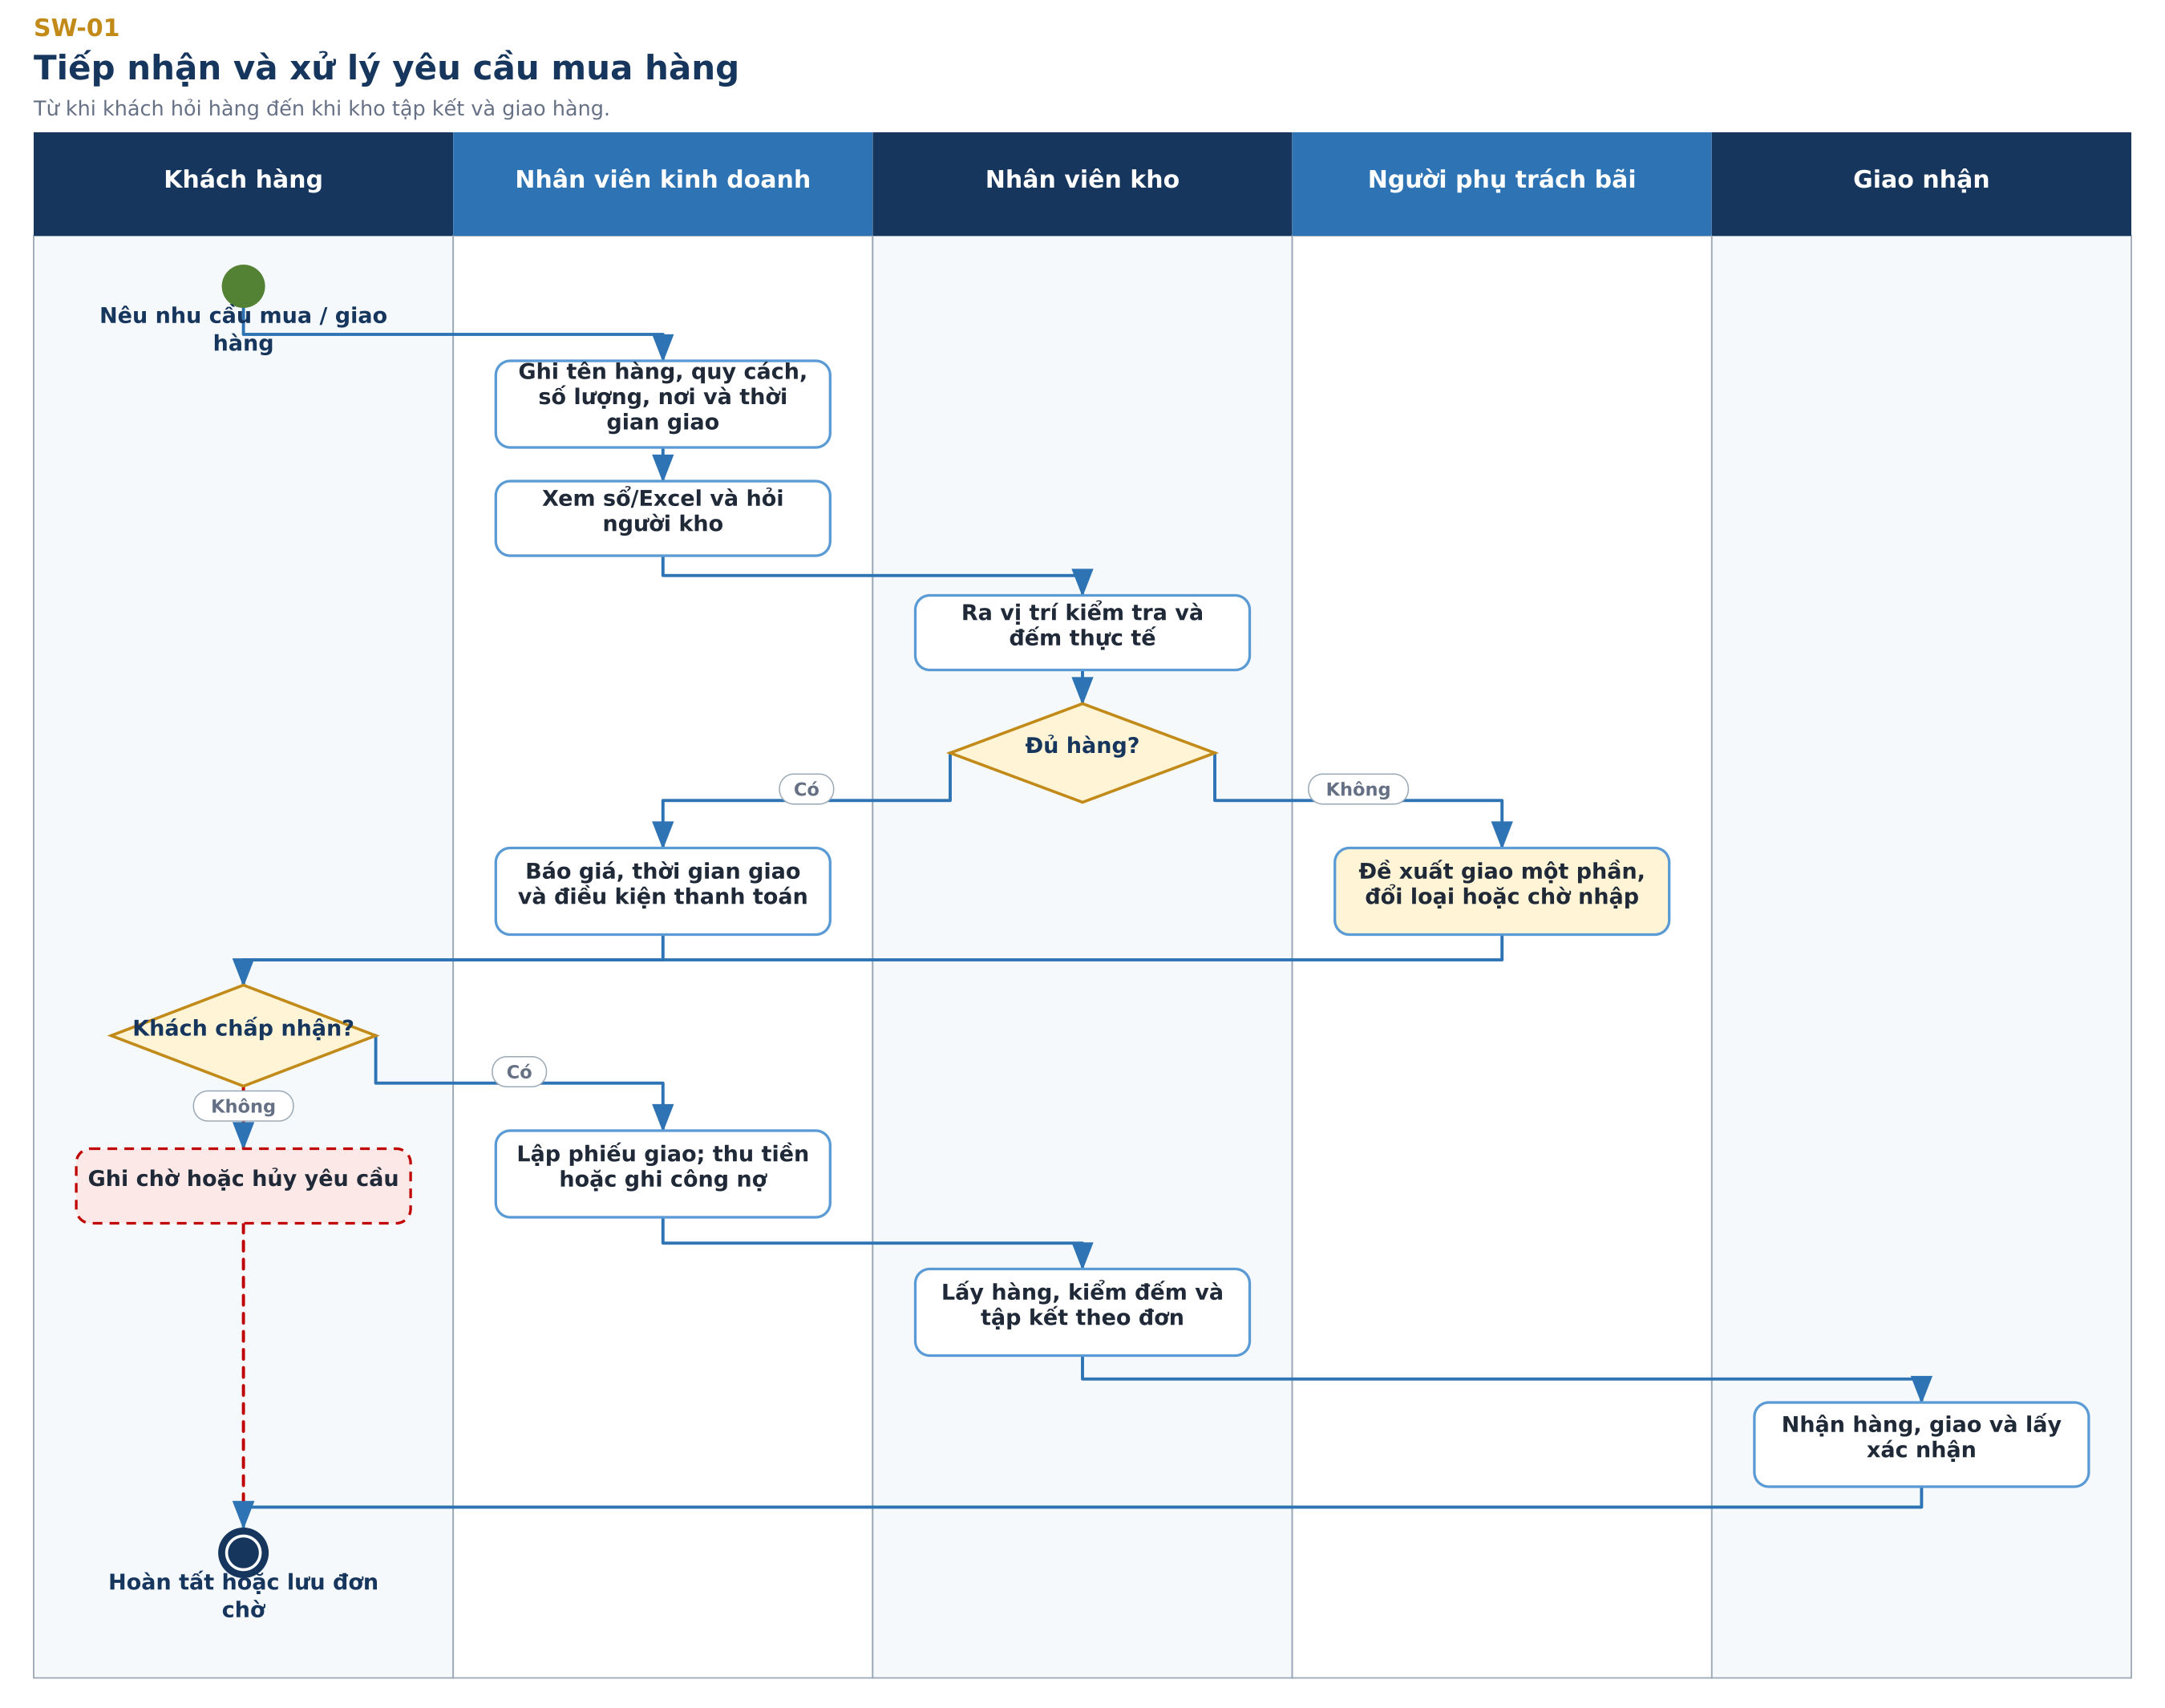 SW-01
Tiếp nhận và xử lý yêu cầu mua hàng
Từ khi khách hỏi hàng đến khi kho tập kết và giao hàng.
Khách hàng
Nhân viên kinh doanh
Nhân viên kho
Người phụ trách bãi
Giao nhận
Nêu nhu cầu mua / giao
hàng
Ghi tên hàng, quy cách,
số lượng, nơi và thời
gian giao
Xem sổ/Excel và hỏi
người kho
Ra vị trí kiểm tra và
đếm thực tế
Đủ hàng?
Có
Không
Báo giá, thời gian giao
và điều kiện thanh toán
Đề xuất giao một phần,
đổi loại hoặc chờ nhập
Khách chấp nhận?
Có
Không
Lập phiếu giao; thu tiền
hoặc ghi công nợ
Ghi chờ hoặc hủy yêu cầu
Lấy hàng, kiểm đếm và
tập kết theo đơn
Nhận hàng, giao và lấy
xác nhận
Hoàn tất hoặc lưu đơn
chờ